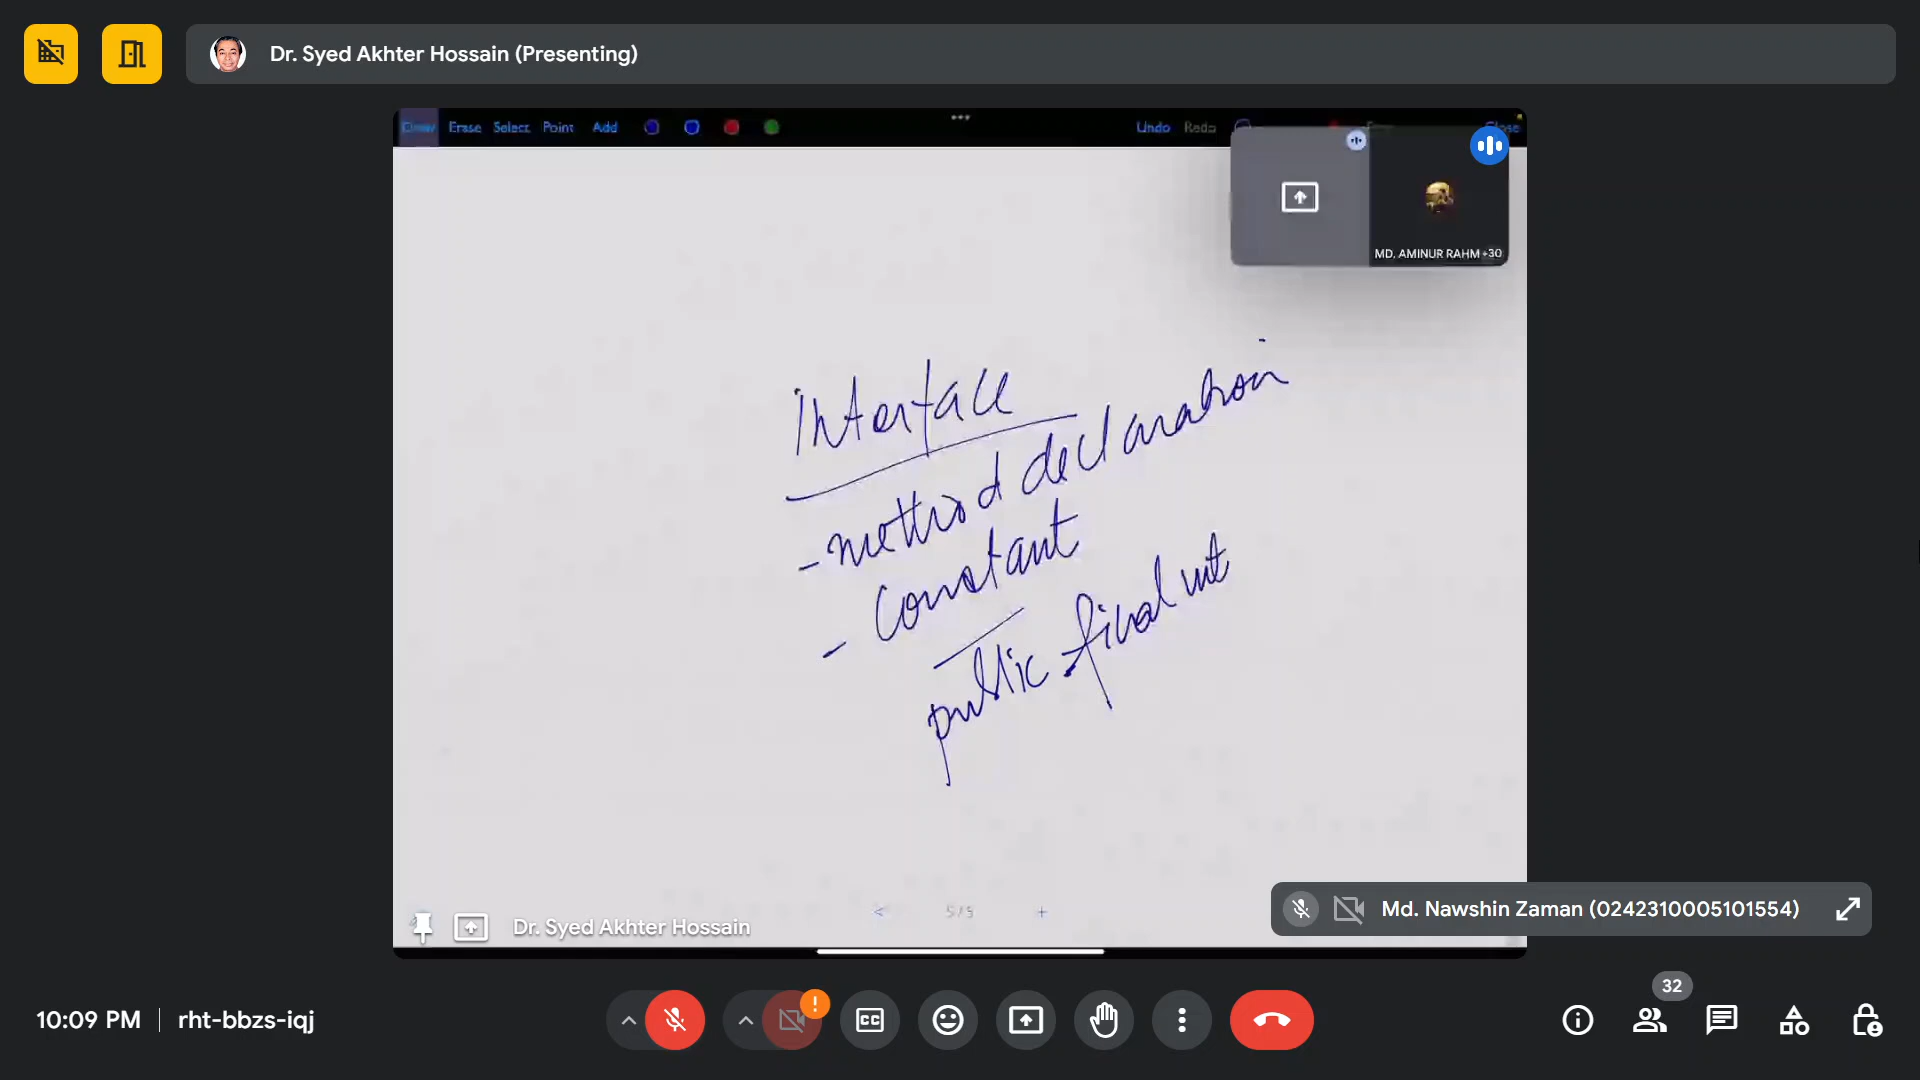 Dr. Syed Akhter Hossain (Presenting)
Draw Erase Select Point Add
Undo Redo Close
MD. AMINUR RAHM +30
interface
- method declaration
- constant
public final int
< 5/5 +
Dr. Syed Akhter Hossain
Md. Nawshin Zaman (0242310005101554)
10:09 PM | rht-bbzs-iqj
CC
32